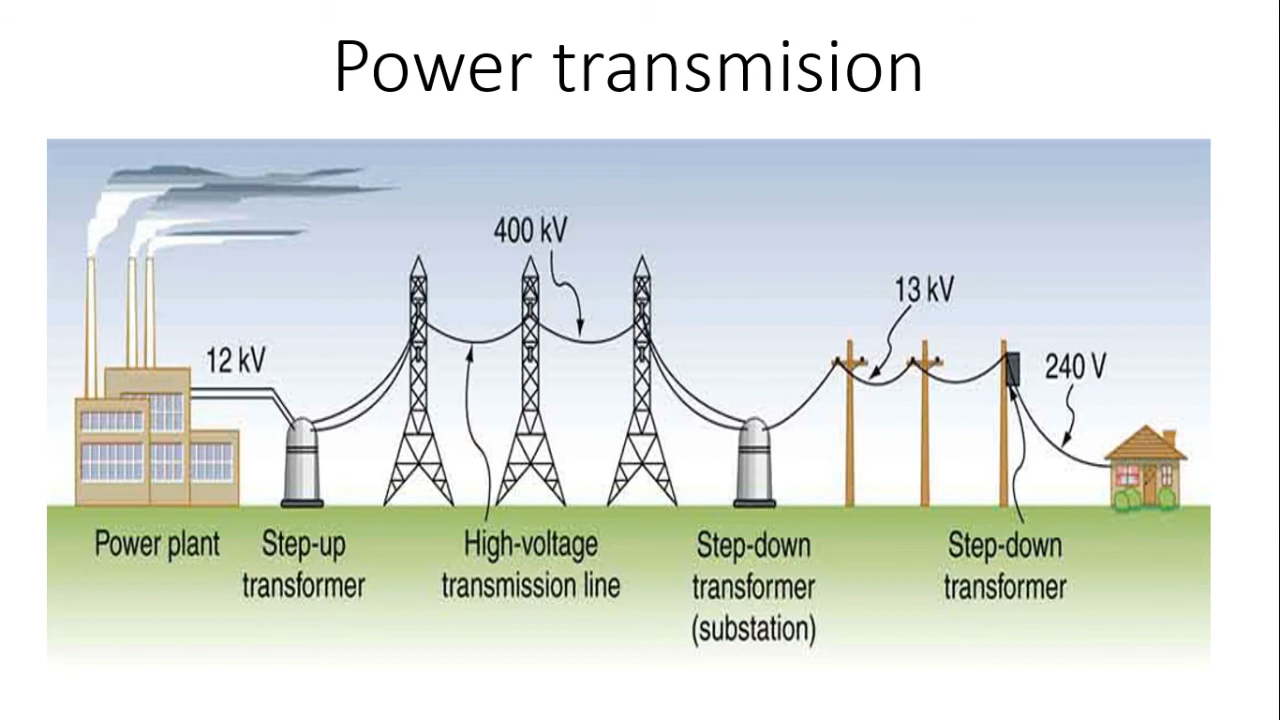 Power transmision
400 kV
13 kV
12 kV
240 V
Power plant
Step-up
transformer
High-voltage
transmission line
Step-down
transformer
(substation)
Step-down
transformer